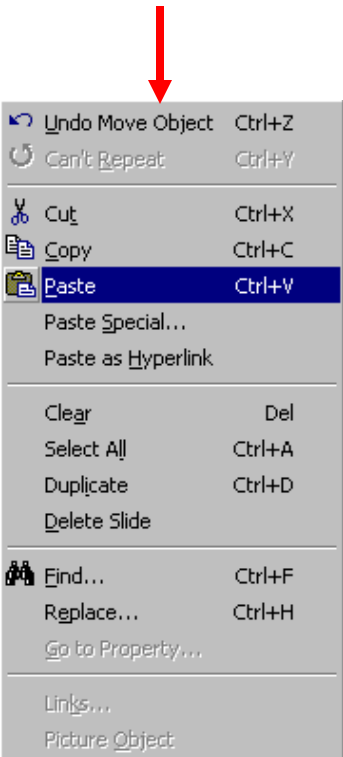 Undo Move Object Ctrl+Z
Can't Repeat Ctrl+Y
Cut Ctrl+X
Copy Ctrl+C
Paste Ctrl+V
Paste Special...
Paste as Hyperlink
Clear Del
Select All Ctrl+A
Duplicate Ctrl+D
Delete Slide
Find... Ctrl+F
Replace... Ctrl+H
Go to Property...
Links...
Picture Object